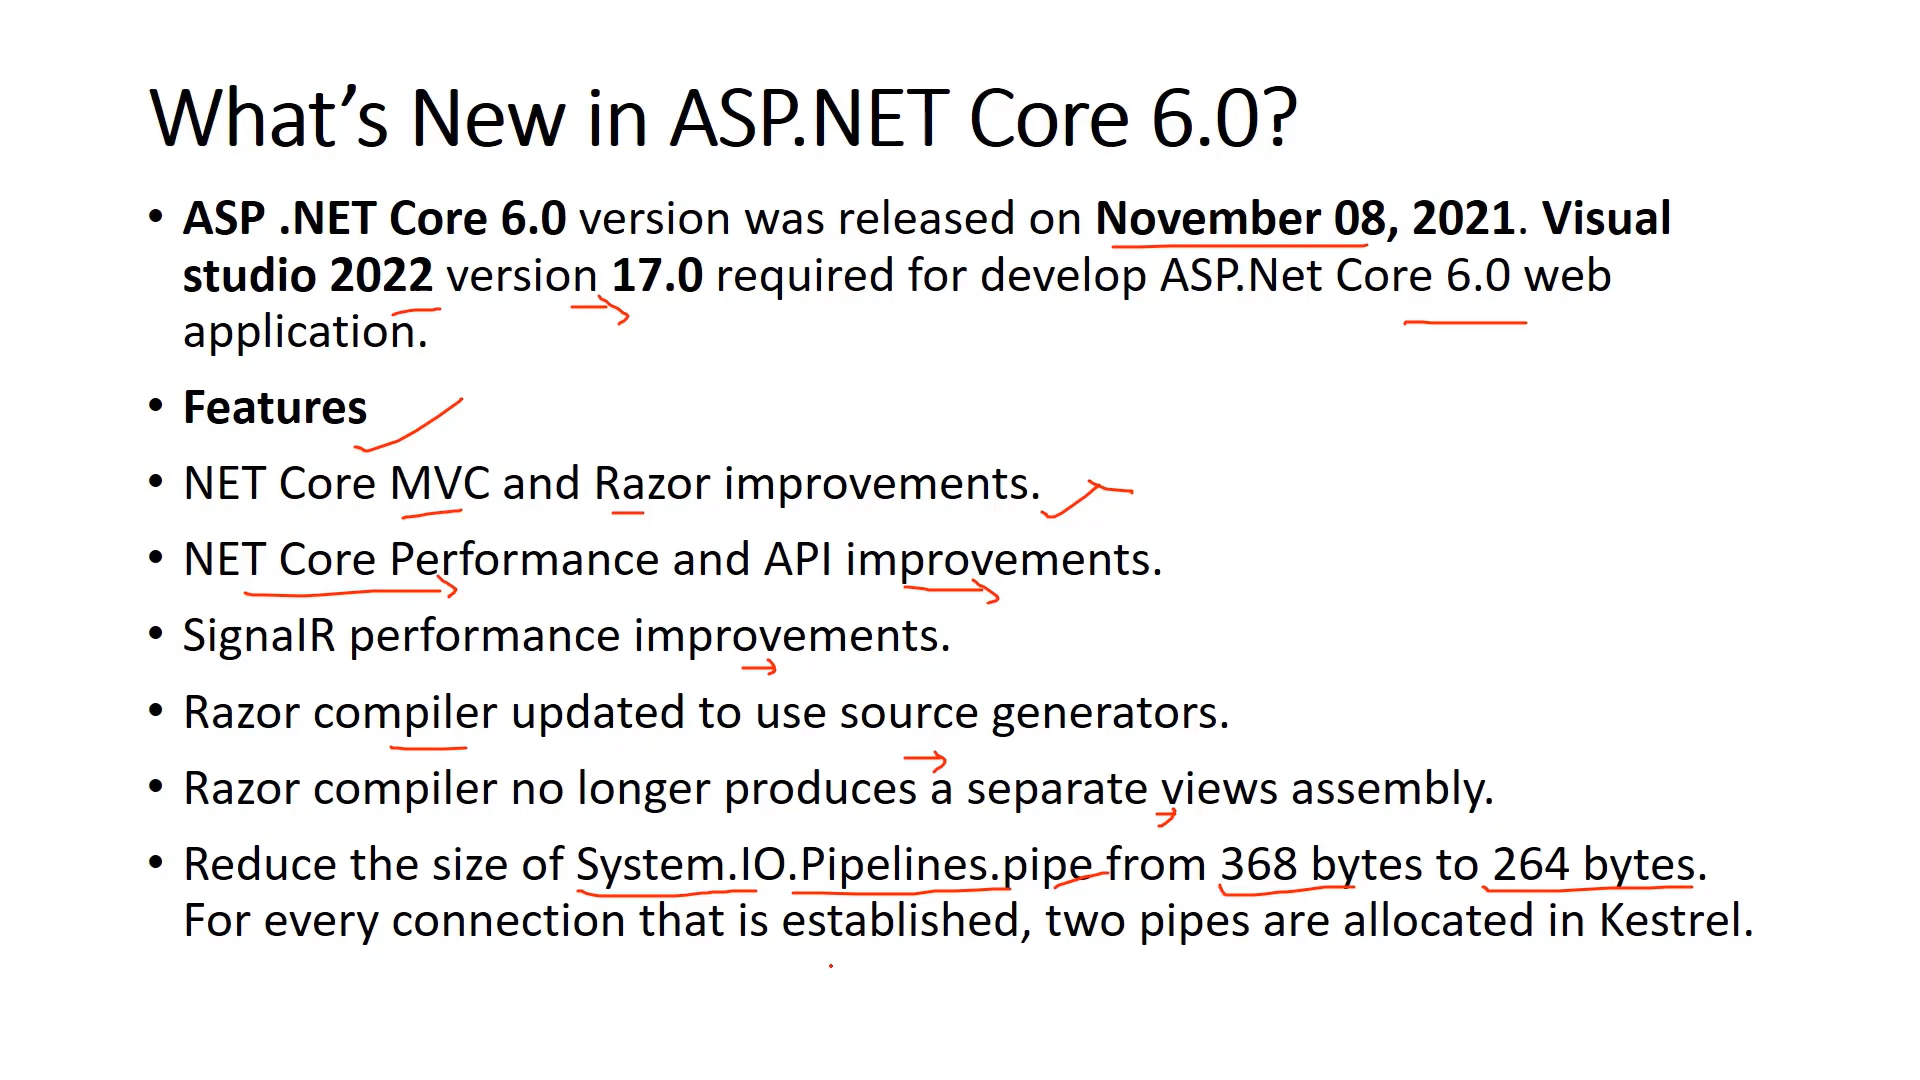 What’s New in ASP.NET Core 6.0?
• ASP .NET Core 6.0 version was released on November 08, 2021. Visual
studio 2022 version 17.0 required for develop ASP.Net Core 6.0 web
application.
• Features
• NET Core MVC and Razor improvements.
• NET Core Performance and API improvements.
• SignalR performance improvements.
• Razor compiler updated to use source generators.
• Razor compiler no longer produces a separate views assembly.
• Reduce the size of System.IO.Pipelines.pipe from 368 bytes to 264 bytes.
For every connection that is established, two pipes are allocated in Kestrel.